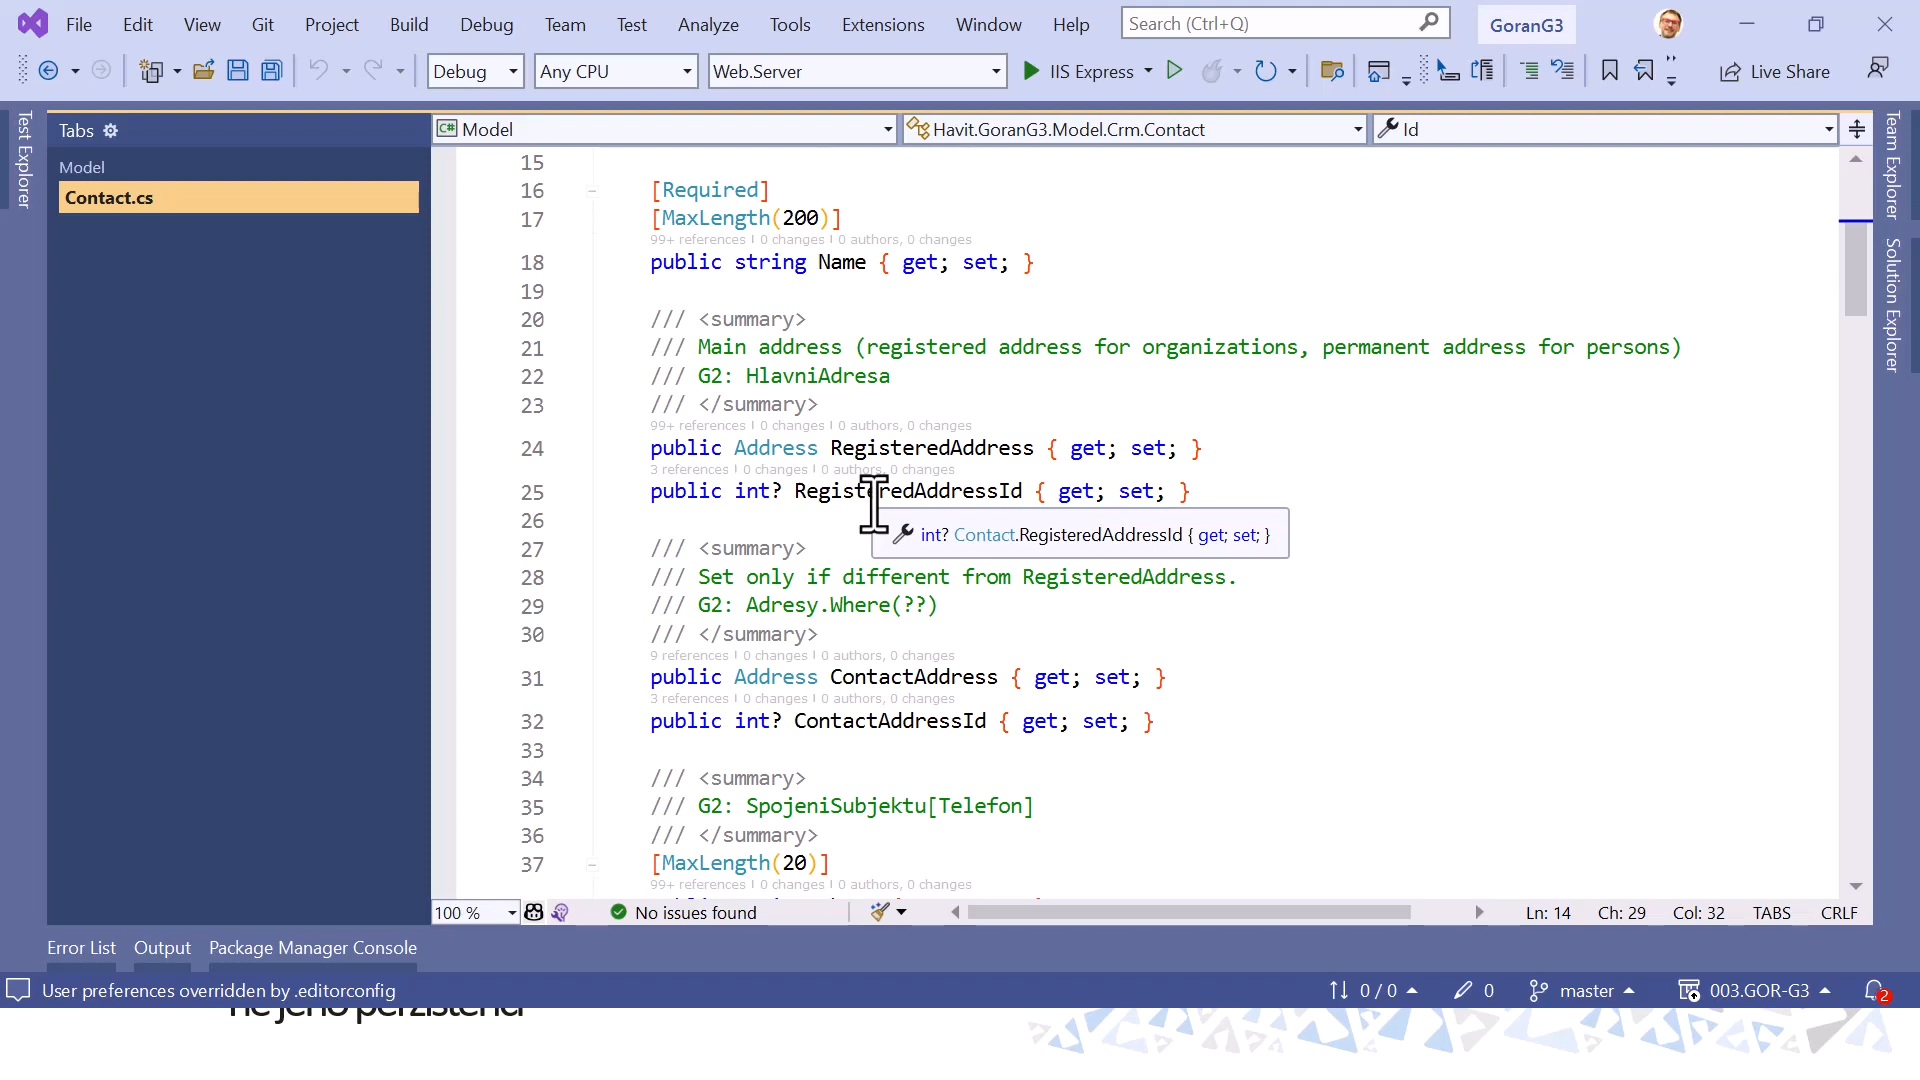 File Edit View Git Project Build Debug Team Test Analyze Tools Extensions Window Help Search (Ctrl+Q) GoranG3
Debug Any CPU Web.Server IIS Express Live Share
Test Explorer
Tabs
Model
Contact.cs
C# Model Havit.GoranG3.Model.Crm.Contact Id
15
16 [Required]
17 [MaxLength(200)]
99+ references | 0 changes | 0 authors, 0 changes
18 public string Name { get; set; }
19
20 /// <summary>
21 /// Main address (registered address for organizations, permanent address for persons)
22 /// G2: HlavniAdresa
23 /// </summary>
99+ references | 0 changes | 0 authors, 0 changes
24 public Address RegisteredAddress { get; set; }
3 references | 0 changes | 0 authors, 0 changes
25 public int? RegisteredAddressId { get; set; }
26
int? Contact.RegisteredAddressId { get; set; }
27 /// <summary>
28 /// Set only if different from RegisteredAddress.
29 /// G2: Adresy.Where(??)
30 /// </summary>
9 references | 0 changes | 0 authors, 0 changes
31 public Address ContactAddress { get; set; }
3 references | 0 changes | 0 authors, 0 changes
32 public int? ContactAddressId { get; set; }
33
34 /// <summary>
35 /// G2: SpojeniSubjektu[Telefon]
36 /// </summary>
37 [MaxLength(20)]
99+ references | 0 changes | 0 authors, 0 changes
100 % No issues found Ln: 14 Ch: 29 Col: 32 TABS CRLF
Team Explorer
Solution Explorer
Error List Output Package Manager Console
User preferences overridden by .editorconfig 0 / 0 0 master 003.GOR-G3 2